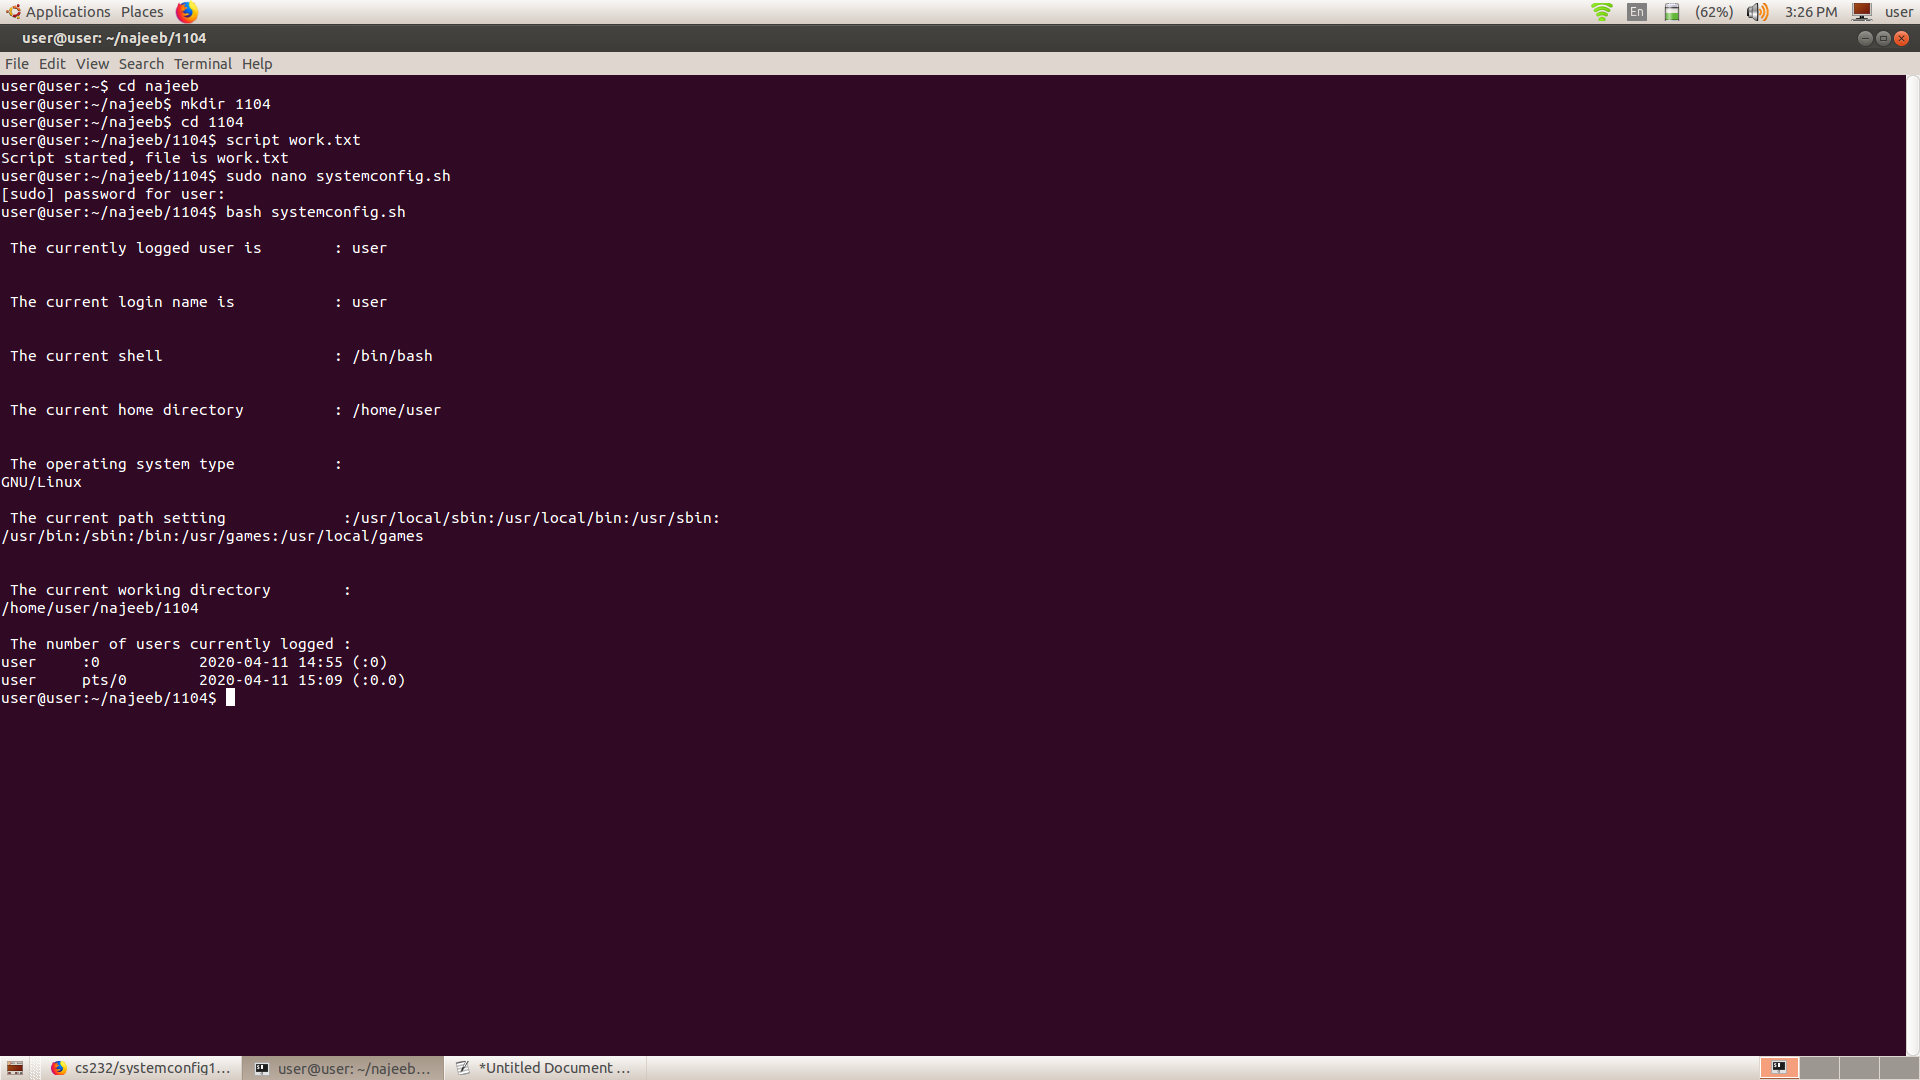 Applications Places En (62%) 3:26 PM user
user@user: ~/najeeb/1104
File Edit View Search Terminal Help
user@user:~$ cd najeeb
user@user:~/najeeb$ mkdir 1104
user@user:~/najeeb$ cd 1104
user@user:~/najeeb/1104$ script work.txt
Script started, file is work.txt
user@user:~/najeeb/1104$ sudo nano systemconfig.sh
[sudo] password for user:
user@user:~/najeeb/1104$ bash systemconfig.sh
The currently logged user is : user
The current login name is : user
The current shell : /bin/bash
The current home directory : /home/user
The operating system type :
GNU/Linux
The current path setting :/usr/local/sbin:/usr/local/bin:/usr/sbin:
/usr/bin:/sbin:/bin:/usr/games:/usr/local/games
The current working directory :
/home/user/najeeb/1104
The number of users currently logged :
user :0 2020-04-11 14:55 (:0)
user pts/0 2020-04-11 15:09 (:0.0)
user@user:~/najeeb/1104$
cs232/systemconfig1... user@user: ~/najeeb... *Untitled Document ...